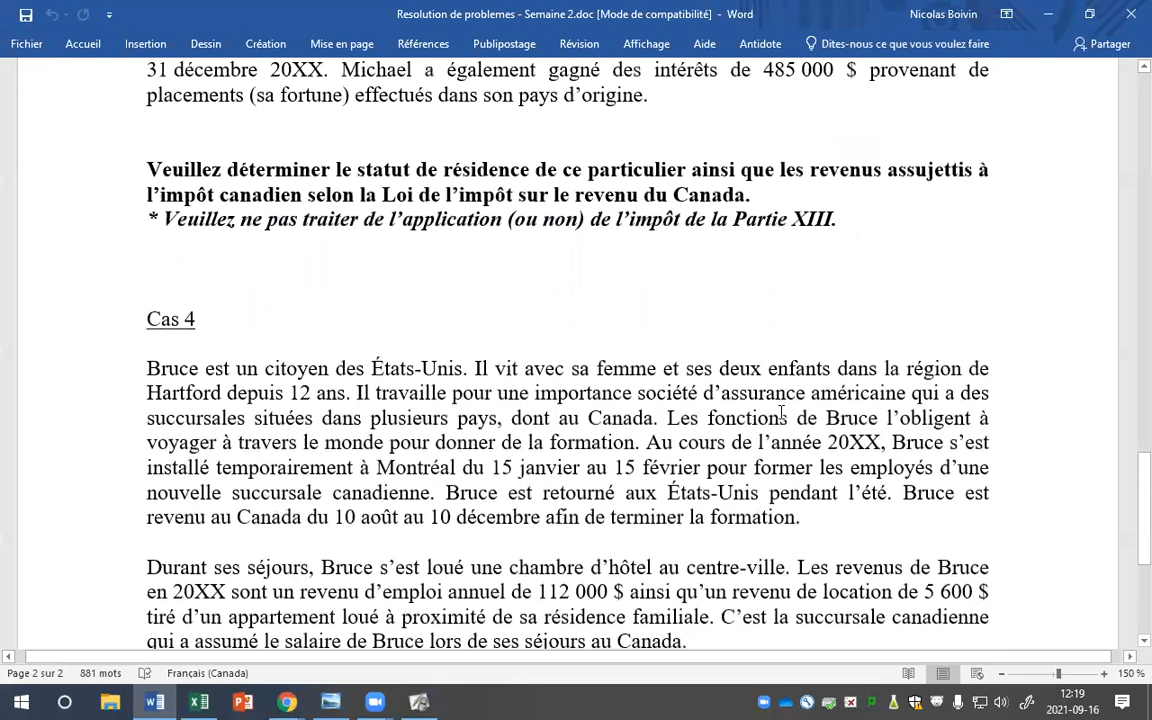 Resolution de problemes - Semaine 2.doc [Mode de compatibilité] - Word
Nicolas Boivin
Fichier Accueil Insertion Dessin Création Mise en page Références Publipostage Révision Affichage Aide Antidote Dites-nous ce que vous voulez faire Partager
31 décembre 20XX. Michael a également gagné des intérêts de 485 000 $ provenant de
placements (sa fortune) effectués dans son pays d’origine.
Veuillez déterminer le statut de résidence de ce particulier ainsi que les revenus assujettis à
l’impôt canadien selon la Loi de l’impôt sur le revenu du Canada.
* Veuillez ne pas traiter de l’application (ou non) de l’impôt de la Partie XIII.
Cas 4
Bruce est un citoyen des États-Unis. Il vit avec sa femme et ses deux enfants dans la région de
Hartford depuis 12 ans. Il travaille pour une importance société d’assurance américaine qui a des
succursales situées dans plusieurs pays, dont au Canada. Les fonctions de Bruce l’obligent à
voyager à travers le monde pour donner de la formation. Au cours de l’année 20XX, Bruce s’est
installé temporairement à Montréal du 15 janvier au 15 février pour former les employés d’une
nouvelle succursale canadienne. Bruce est retourné aux États-Unis pendant l’été. Bruce est
revenu au Canada du 10 août au 10 décembre afin de terminer la formation.
Durant ses séjours, Bruce s’est loué une chambre d’hôtel au centre-ville. Les revenus de Bruce
en 20XX sont un revenu d’emploi annuel de 112 000 $ ainsi qu’un revenu de location de 5 600 $
tiré d’un appartement loué à proximité de sa résidence familiale. C’est la succursale canadienne
qui a assumé le salaire de Bruce lors de ses séjours au Canada.
Page 2 sur 2 881 mots Français (Canada) 150 %
12:19
2021-09-16